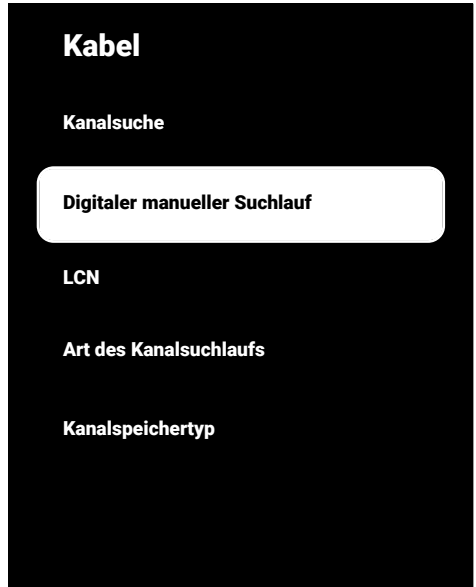 Kabel
Kanalsuche
Digitaler manueller Suchlauf
LCN
Art des Kanalsuchlaufs
Kanalspeichertyp